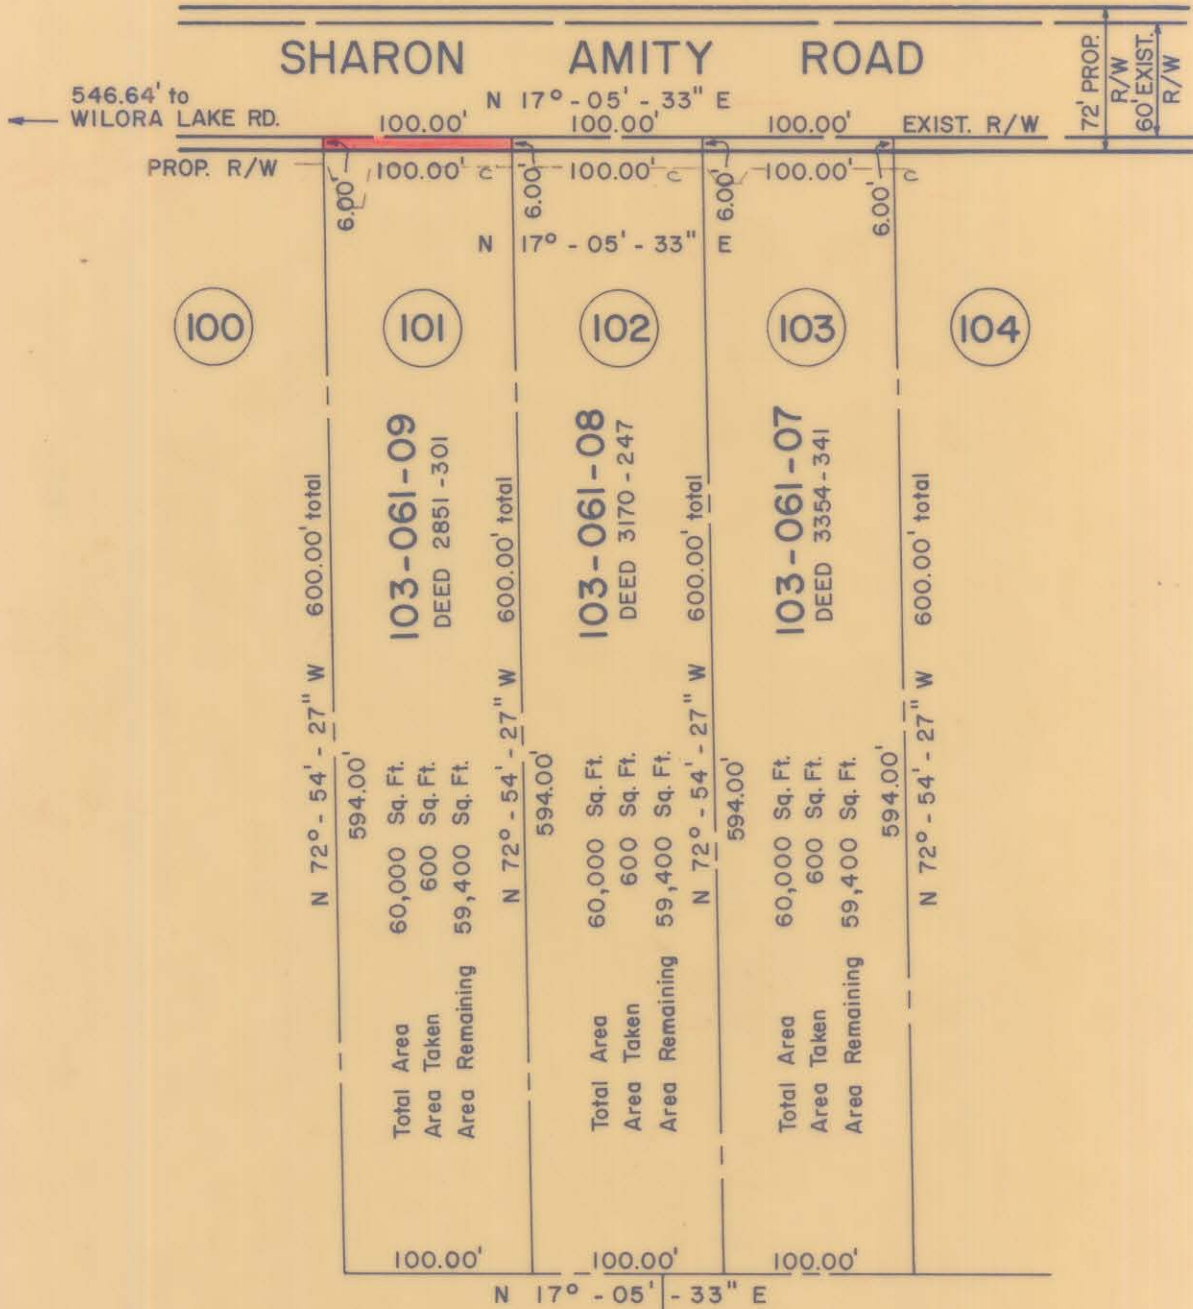 SHARON AMITY ROAD
72' PROP. R/W
60' EXIST. R/W
546.64' to
WILORA LAKE RD.
N 17° - 05' - 33" E
100.00' 100.00' 100.00' EXIST. R/W
PROP. R/W 100.00' c 100.00' c 100.00' c
6.00' 6.00' 6.00' 6.00'
N 17° - 05' - 33" E
100 101 102 103 104
N 72° - 54' - 27" W 600.00' total
594.00'
103-061-09
DEED 2851-301
Total Area 60,000 Sq. Ft.
Area Taken 600 Sq. Ft.
Area Remaining 59,400 Sq. Ft.
N 72° - 54' - 27" W 600.00' total
594.00'
103-061-08
DEED 3170-247
Total Area 60,000 Sq. Ft.
Area Taken 600 Sq. Ft.
Area Remaining 59,400 Sq. Ft.
N 72° - 54' - 27" W 600.00' total
594.00'
103-061-07
DEED 3354-341
Total Area 60,000 Sq. Ft.
Area Taken 600 Sq. Ft.
Area Remaining 59,400 Sq. Ft.
594.00'
N 72° - 54' - 27" W 600.00' total
100.00' 100.00' 100.00'
N 17° - 05' - 33" E